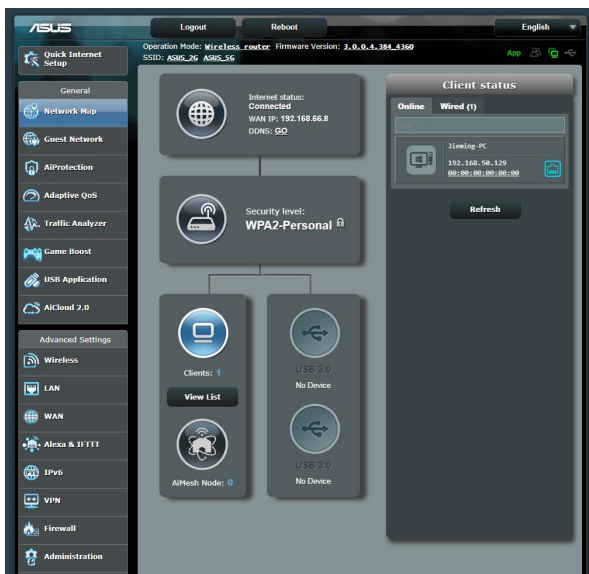 ASUS
Logout
Reboot
English
Quick Internet
Setup
Operation Mode: Wireless router Firmware Version: 3.0.0.4.384_4360
SSID: ASUS_2G ASUS_5G
App
General
Network Map
Guest Network
AiProtection
Adaptive QoS
Traffic Analyzer
Game Boost
USB Application
AiCloud 2.0
Advanced Settings
Wireless
LAN
WAN
Alexa & IFTTT
IPv6
VPN
Firewall
Administration
Internet status:
Connected
WAN IP: 192.168.66.8
DDNS: GO
Security level:
WPA2-Personal
Clients: 1
View List
AiMesh Node: 0
USB 3.0
No Device
USB 3.0
No Device
Client status
Online
Wired (1)
Jieming-PC
192.168.50.129
00:00:00:00:00:00
Refresh